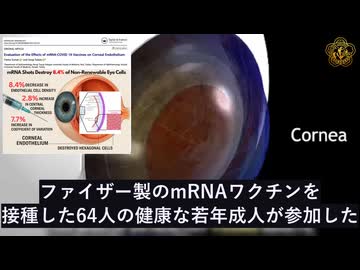 ORIGINAL ARTICLE
Evaluation of the Effects of mRNA-COVID 19 Vaccines on Corneal Endothelium
mRNA Shots Destroy 8.4% of Non-Renewable Eye Cells
8.4% DECREASE IN
ENDOTHELIAL CELL
DENSITY
2.8% INCREASE
IN CENTRAL
CORNEAL
THICKNESS
7.7%
INCREASE IN
COEFFICIENT OF
VARIATION
CORNEAL
ENDOTHELIUM
DESTROYED HEXAGONAL CELLS
Cornea
ファイザー製のmRNAワクチンを
接種した64人の健康な若年成人が参加した